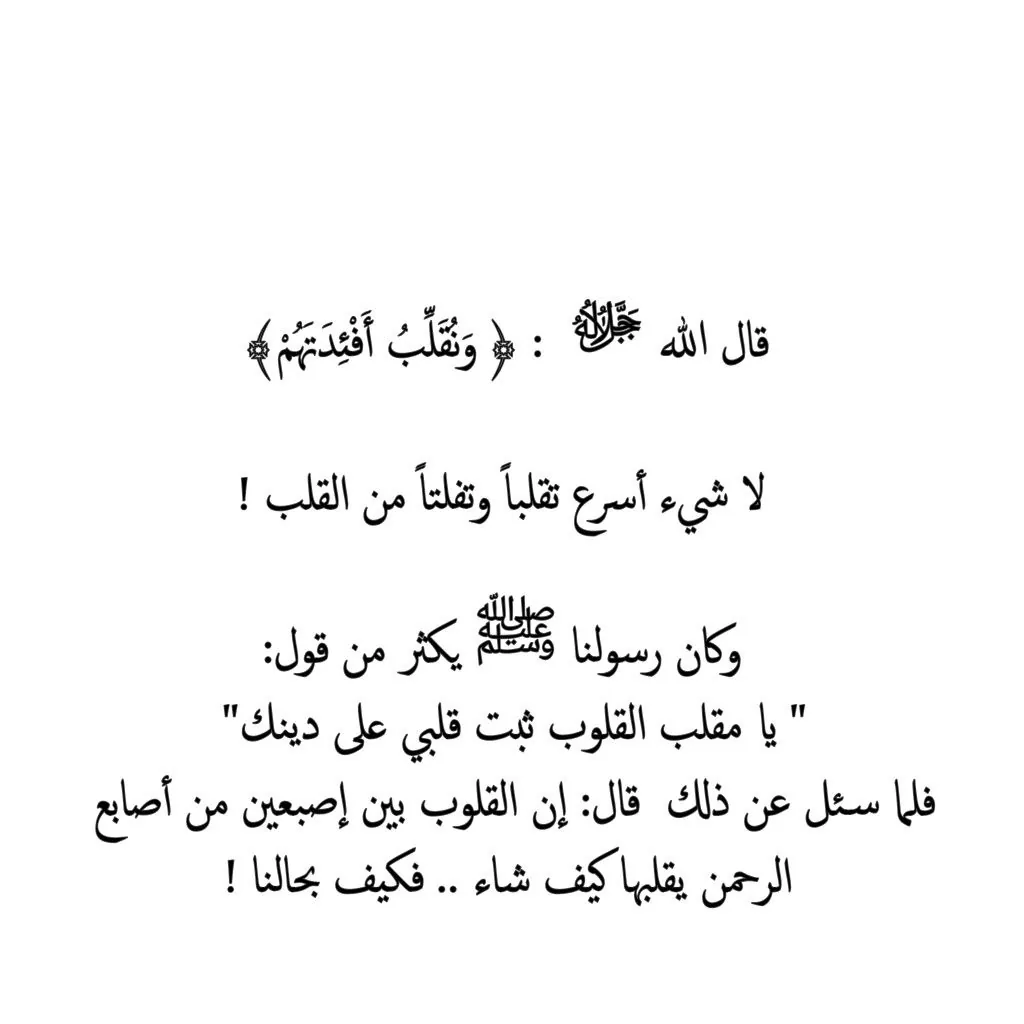 قال الله ﷻ : ﴿ وَنُقَلِّبُ أَفْئِدَتَهُمْ﴾
لا شيء أسرع تقلباً وتفلتاً من القلب !
وكان رسولنا ﷺ يكثر من قول:
" يا مقلب القلوب ثبت قلبي على دينك"
فلما سئل عن ذلك قال: إن القلوب بين إصبعين من أصابع
الرحمن يقلبها كيف شاء .. فكيف بحالنا !